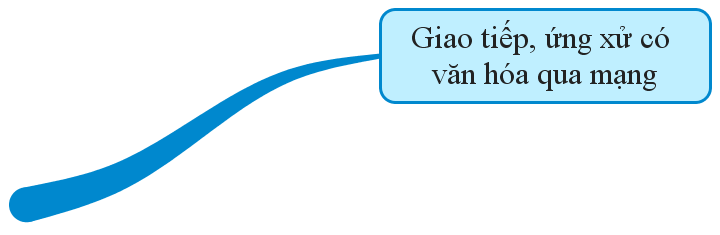 Giao tiếp, ứng xử có
văn hóa qua mạng